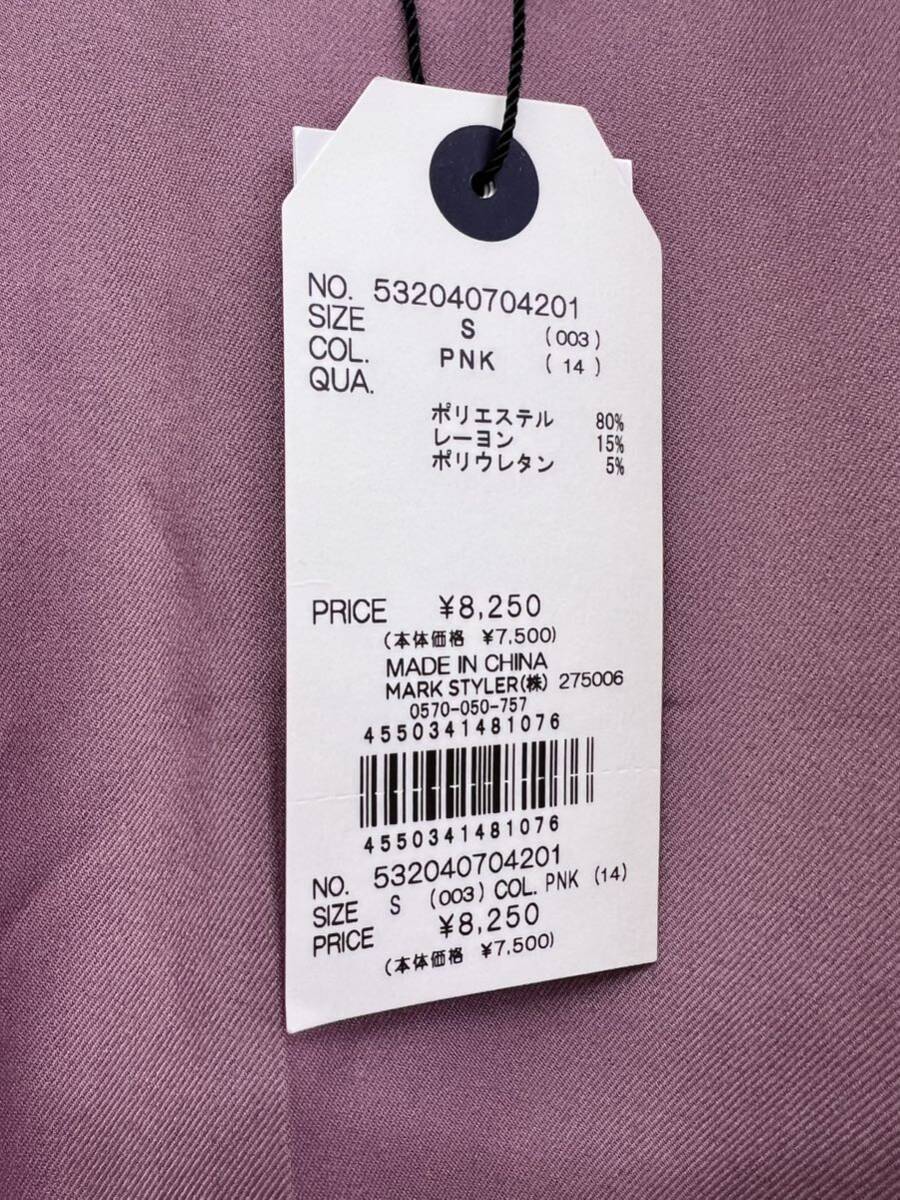 NO. 532040704201
SIZE S (003)
COL. PNK (14)
QUA.
ポリエステル 80%
レーヨン 15%
ポリウレタン 5%
PRICE ¥8,250
(本体価格 ¥7,500)
MADE IN CHINA
MARK STYLER(株) 275006
0570-050-757
4550341481076
4550341481076
NO. 532040704201
SIZE S (003) COL. PNK (14)
PRICE ¥8,250
(本体価格 ¥7,500)